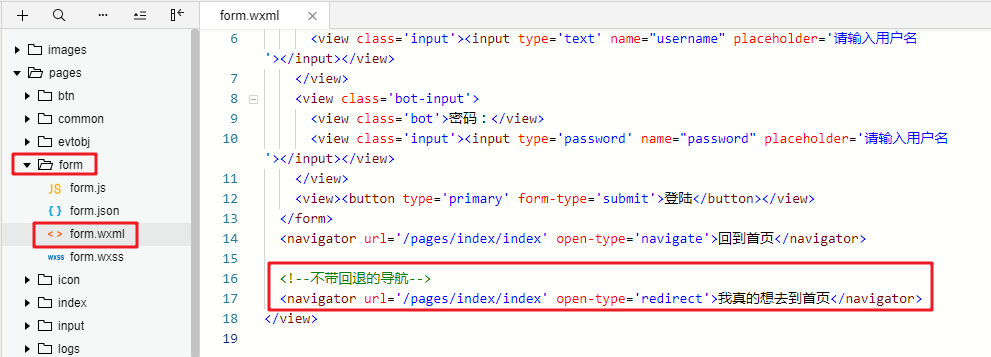 form.wxml
images
pages
btn
common
evtobj
form
form.js
form.json
form.wxml
form.wxss
icon
index
input
logs
6 <view class='input'><input type='text' name="username" placeholder='请输入用户名
'></input></view>
7 </view>
8 <view class='bot-input'>
9 <view class='bot'>密码：</view>
10 <view class='input'><input type='password' name="password" placeholder='请输入用户名
'></input></view>
11 </view>
12 <view><button type='primary' form-type='submit'>登陆</button></view>
13 </form>
14 <navigator url='/pages/index/index' open-type='navigate'>回到首页</navigator>
15
16 <!--不带回退的导航-->
17 <navigator url='/pages/index/index' open-type='redirect'>我真的想去到首页</navigator>
18 </view>
19